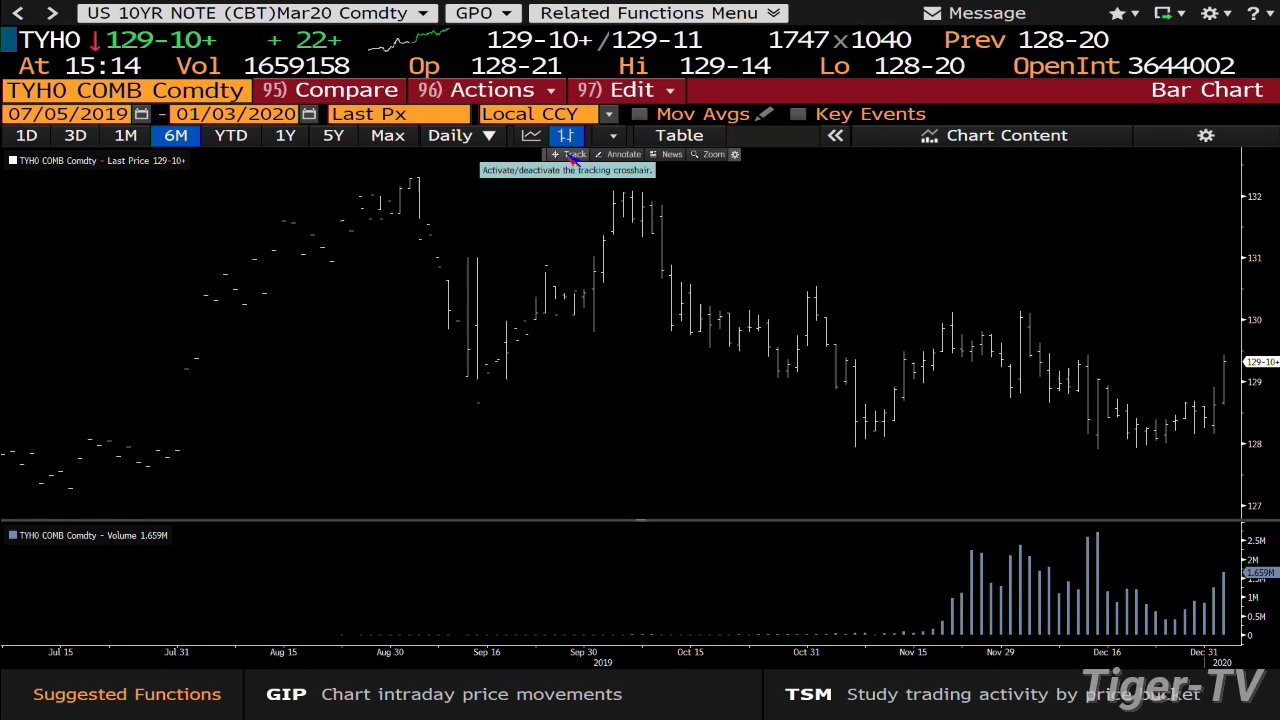 US 10YR NOTE (CBT)Mar20 Comdty GPO Related Functions Menu Message ?
TYH0 ↓129-10+ + 22+ 129-10+ /129-11 1747 x 1040 Prev 128-20
At 15:14 Vol 1659158 Op 128-21 Hi 129-14 Lo 128-20 OpenInt 3644002
TYH0 COMB Comdty 95) Compare 96) Actions 97) Edit Bar Chart
07/05/2019 - 01/03/2020 Last Px Local CCY Mov Avgs Key Events
1D 3D 1M 6M YTD 1Y 5Y Max Daily ▼ Table « Chart Content
Track Annotate News Zoom
TYH0 COMB Comdty - Last Price 129-10+
Activate/deactivate the tracking crosshair.
132
131
130
129-10+
129
128
127
TYH0 COMB Comdty - Volume 1.659M
2.5M
2M
1.659M
1M
0.5M
0
Jul 15 Jul 31 Aug 15 Aug 30 Sep 16 Sep 30 Oct 15 Oct 31 Nov 15 Nov 29 Dec 16 Dec 31
2019 2020
Suggested Functions GIP Chart intraday price movements TSM Study trading activity by price bucket
Tiger-TV